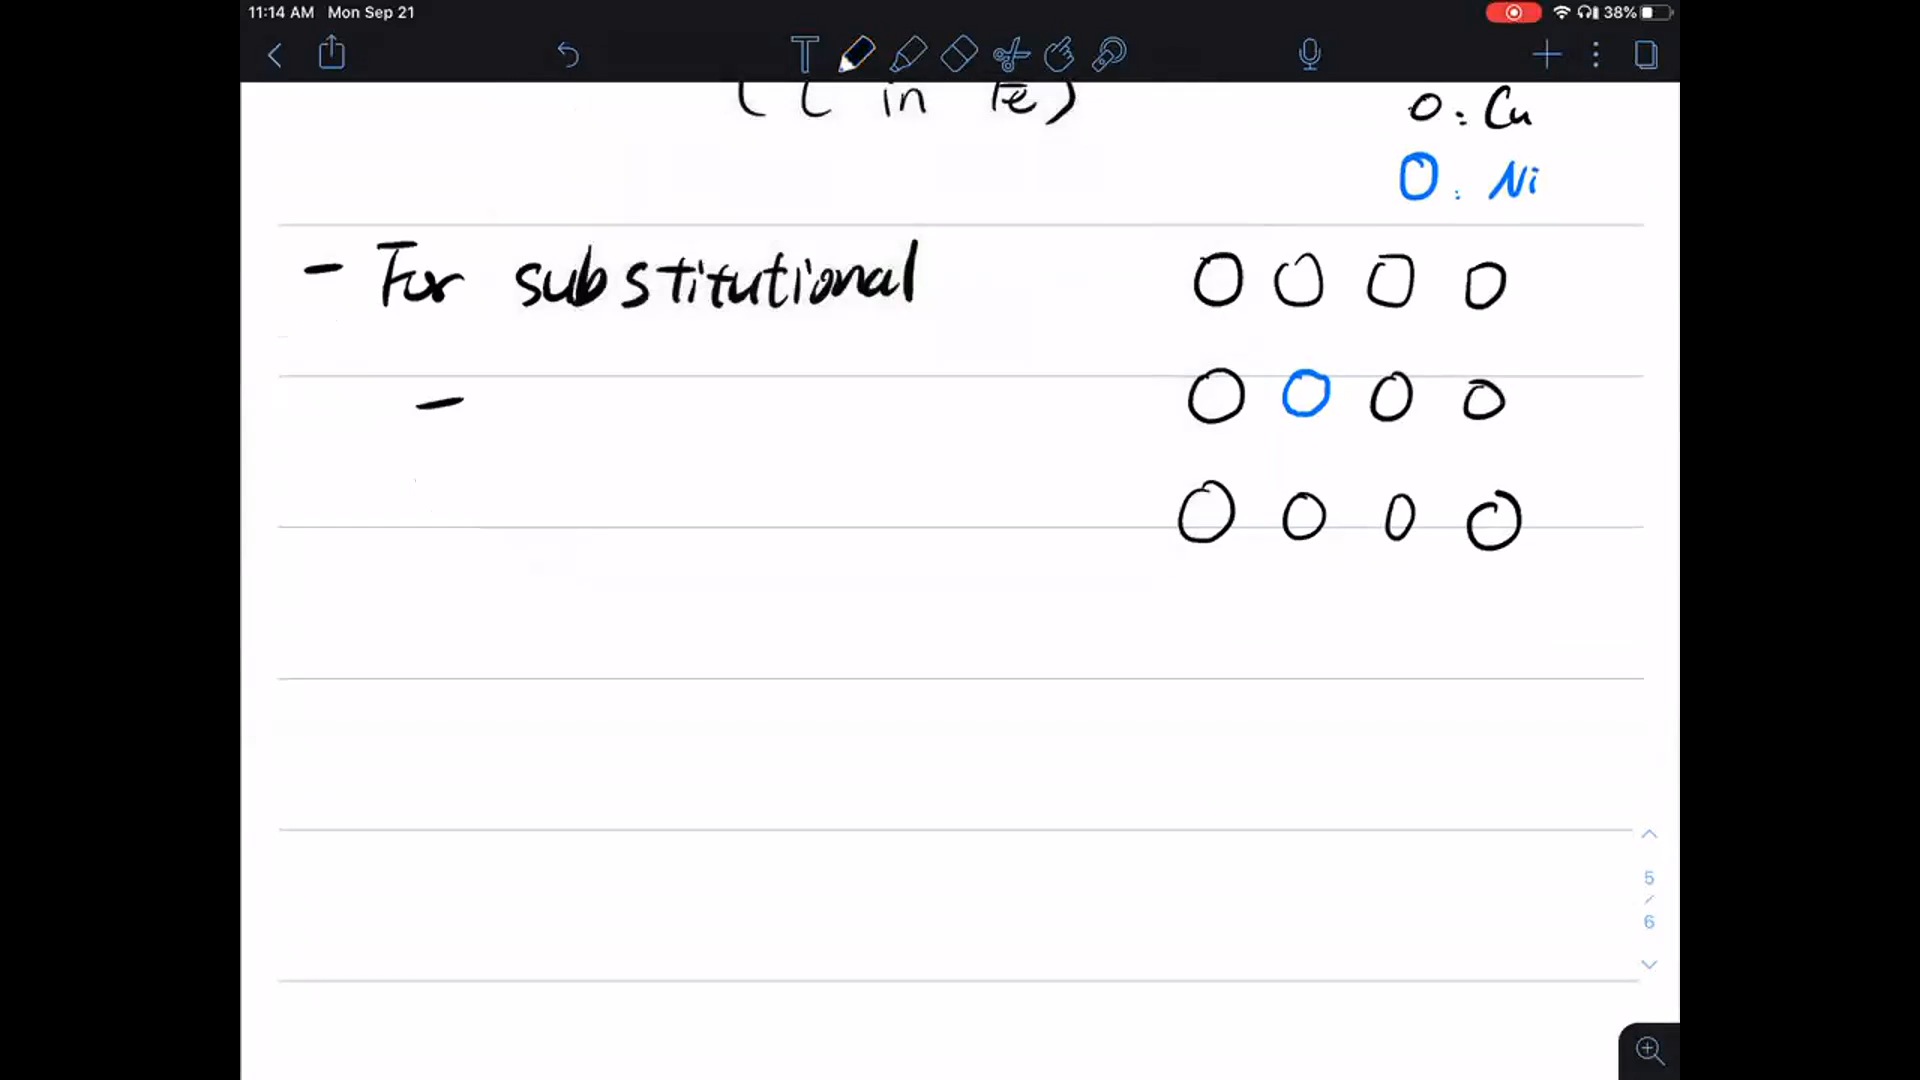 11:14 AM Mon Sep 21
38%
T
(C in Fe)
O : Cu
O : Ni
- For substitutional
-
5
/
6